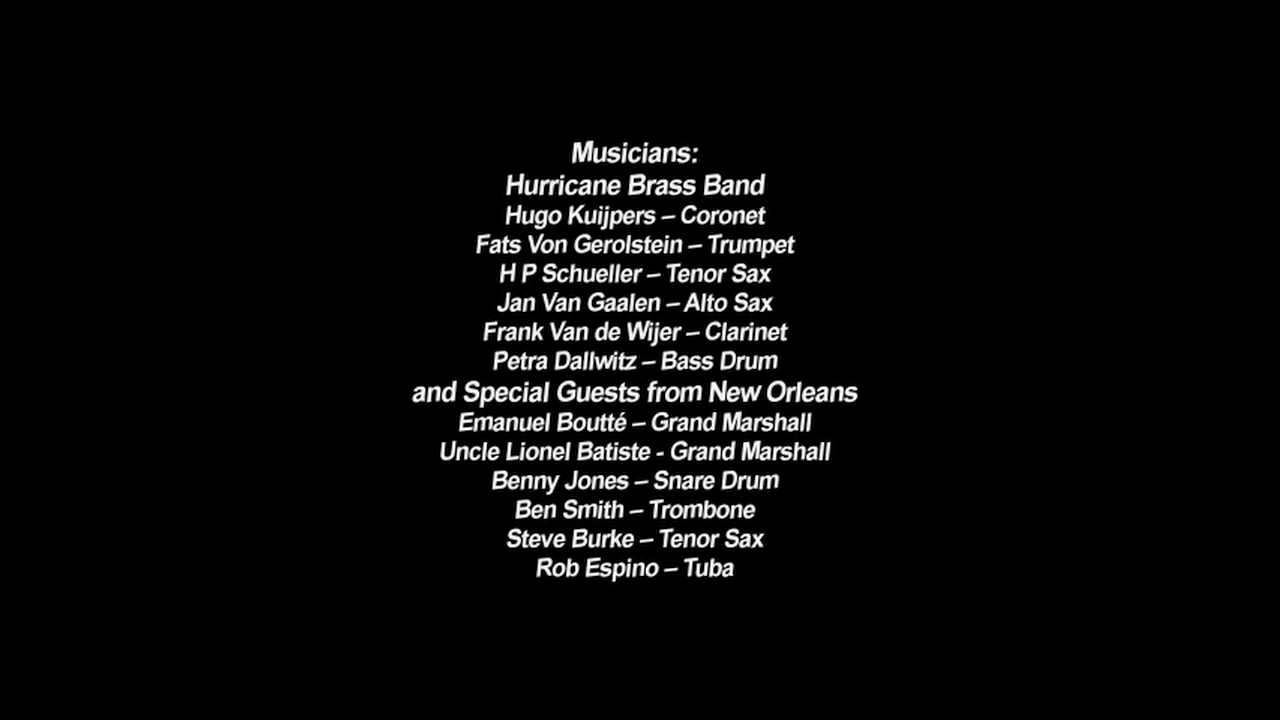 Musicians:
Hurricane Brass Band
Hugo Kuijpers – Coronet
Fats Von Gerolstein – Trumpet
H P Schueller – Tenor Sax
Jan Van Gaalen – Alto Sax
Frank Van de Wijer – Clarinet
Petra Dallwitz – Bass Drum
and Special Guests from New Orleans
Emanuel Boutté – Grand Marshall
Uncle Lionel Batiste - Grand Marshall
Benny Jones – Snare Drum
Ben Smith – Trombone
Steve Burke – Tenor Sax
Rob Espino – Tuba